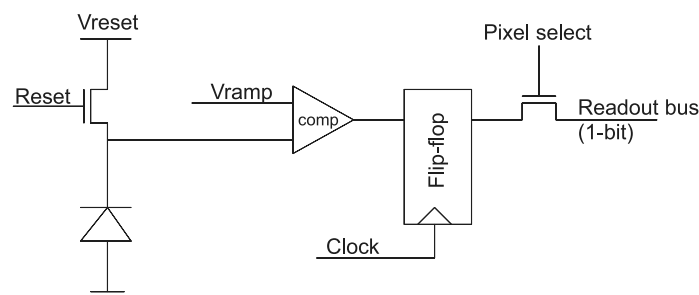 Vreset
Pixel select
Reset
Vramp
comp
Flip-flop
Readout bus
(1-bit)
Clock